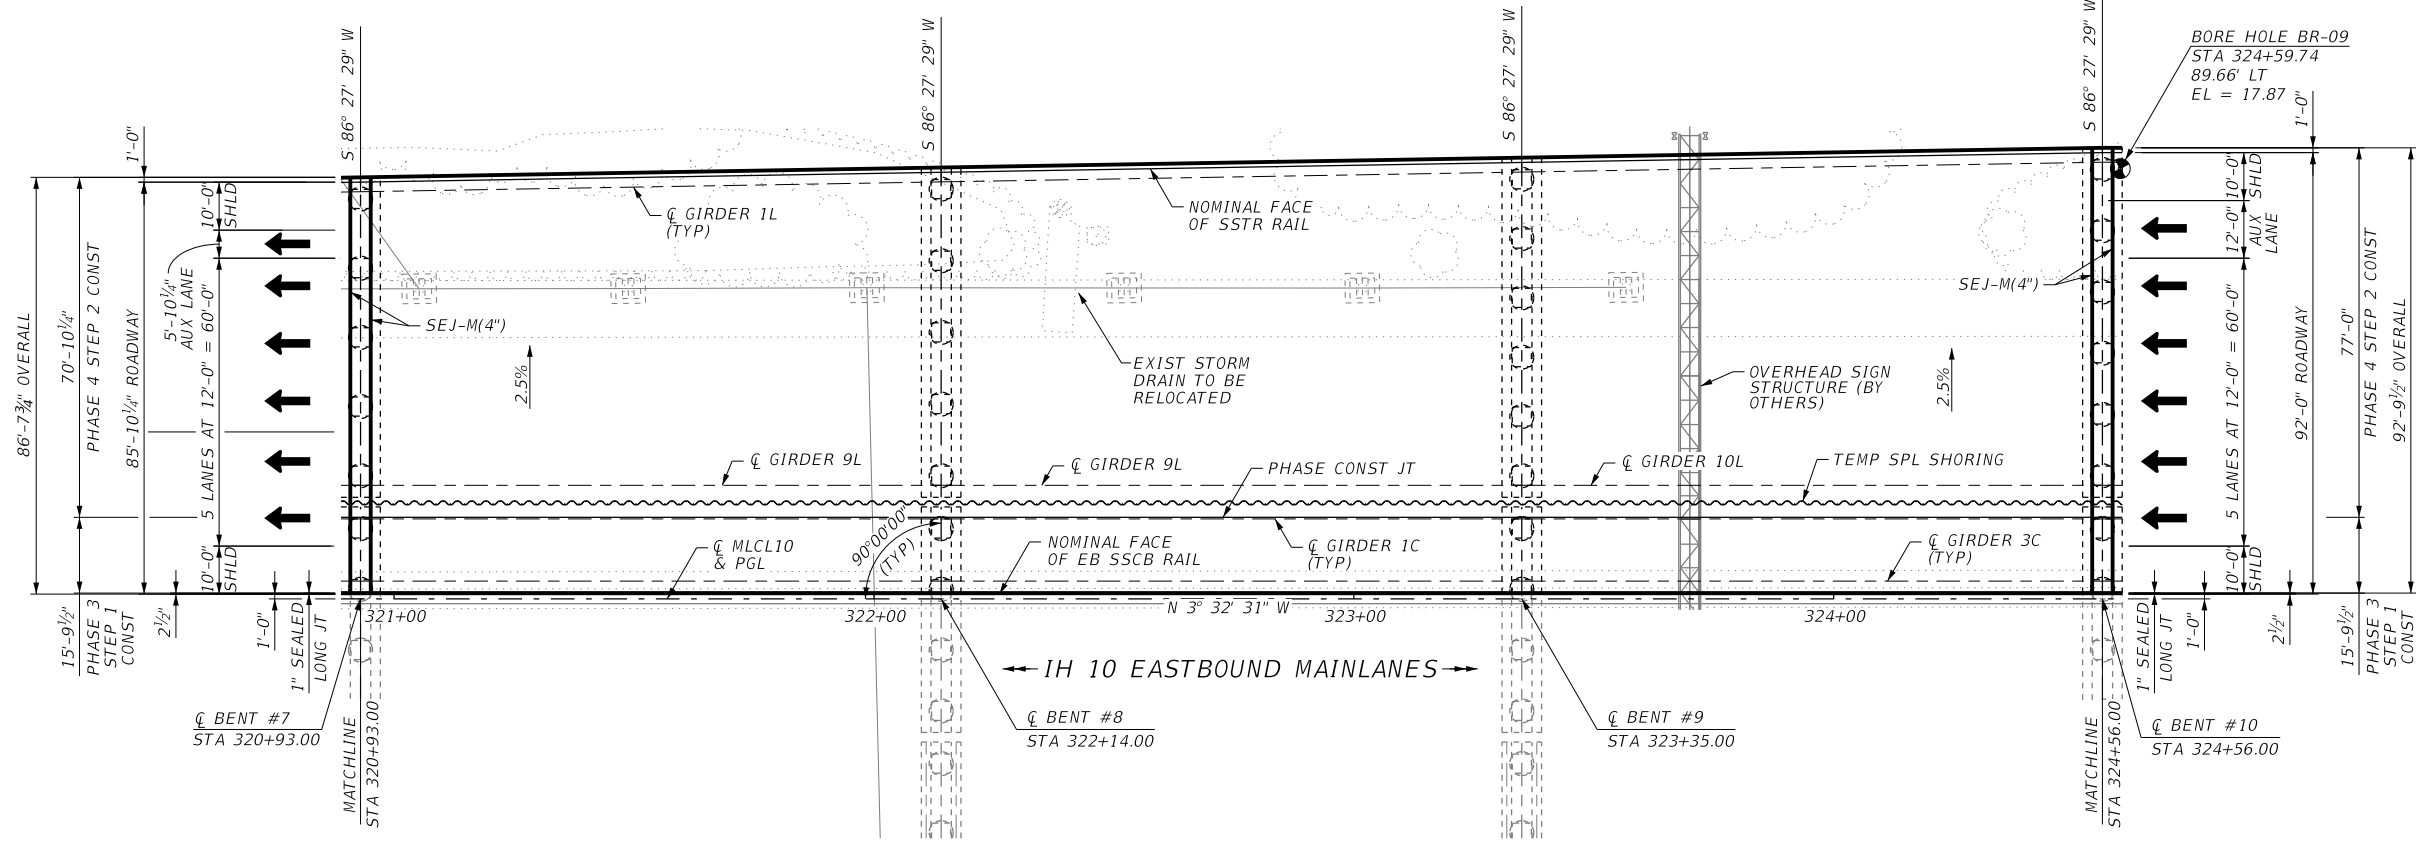 S 86° 27' 29" W
S 86° 27' 29" W
S 86° 27' 29" W
S 86° 27' 29" W
BORE HOLE BR-09
STA 324+59.74
89.66' LT
EL = 17.87
1'-0"
1'-0"
86'-7¾" OVERALL
70'-10¼"
PHASE 4 STEP 2 CONST
85'-10¼" ROADWAY
10'-0"
SHLD
5'-10¼"
AUX LANE
5 LANES AT 12'-0" = 60'-0"
10'-0"
SHLD
℄ GIRDER 1L
(TYP)
NOMINAL FACE
OF SSTR RAIL
SEJ-M(4")
SEJ-M(4")
2.5%
2.5%
EXIST STORM
DRAIN TO BE
RELOCATED
OVERHEAD SIGN
STRUCTURE (BY
OTHERS)
℄ GIRDER 9L
℄ GIRDER 9L
PHASE CONST JT
℄ GIRDER 10L
TEMP SPL SHORING
℄ MLCL10
& PGL
90°00'00"
(TYP)
NOMINAL FACE
OF EB SSCB RAIL
℄ GIRDER 1C
(TYP)
℄ GIRDER 3C
(TYP)
10'-0"
SHLD
12'-0"
AUX
LANE
5 LANES AT 12'-0" = 60'-0"
10'-0"
SHLD
92'-0" ROADWAY
77'-0"
PHASE 4 STEP 2 CONST
92'-9½" OVERALL
15'-9½"
PHASE 3
STEP 1
CONST
2½"
1'-0"
1" SEALED
LONG JT
321+00
322+00
N 3° 32' 31" W
323+00
324+00
1" SEALED
LONG JT
1'-0"
2½"
15'-9½"
PHASE 3
STEP 1
CONST
IH 10 EASTBOUND MAINLANES
℄ BENT #7
STA 320+93.00
MATCHLINE
STA 320+93.00
℄ BENT #8
STA 322+14.00
℄ BENT #9
STA 323+35.00
MATCHLINE
STA 324+56.00
℄ BENT #10
STA 324+56.00